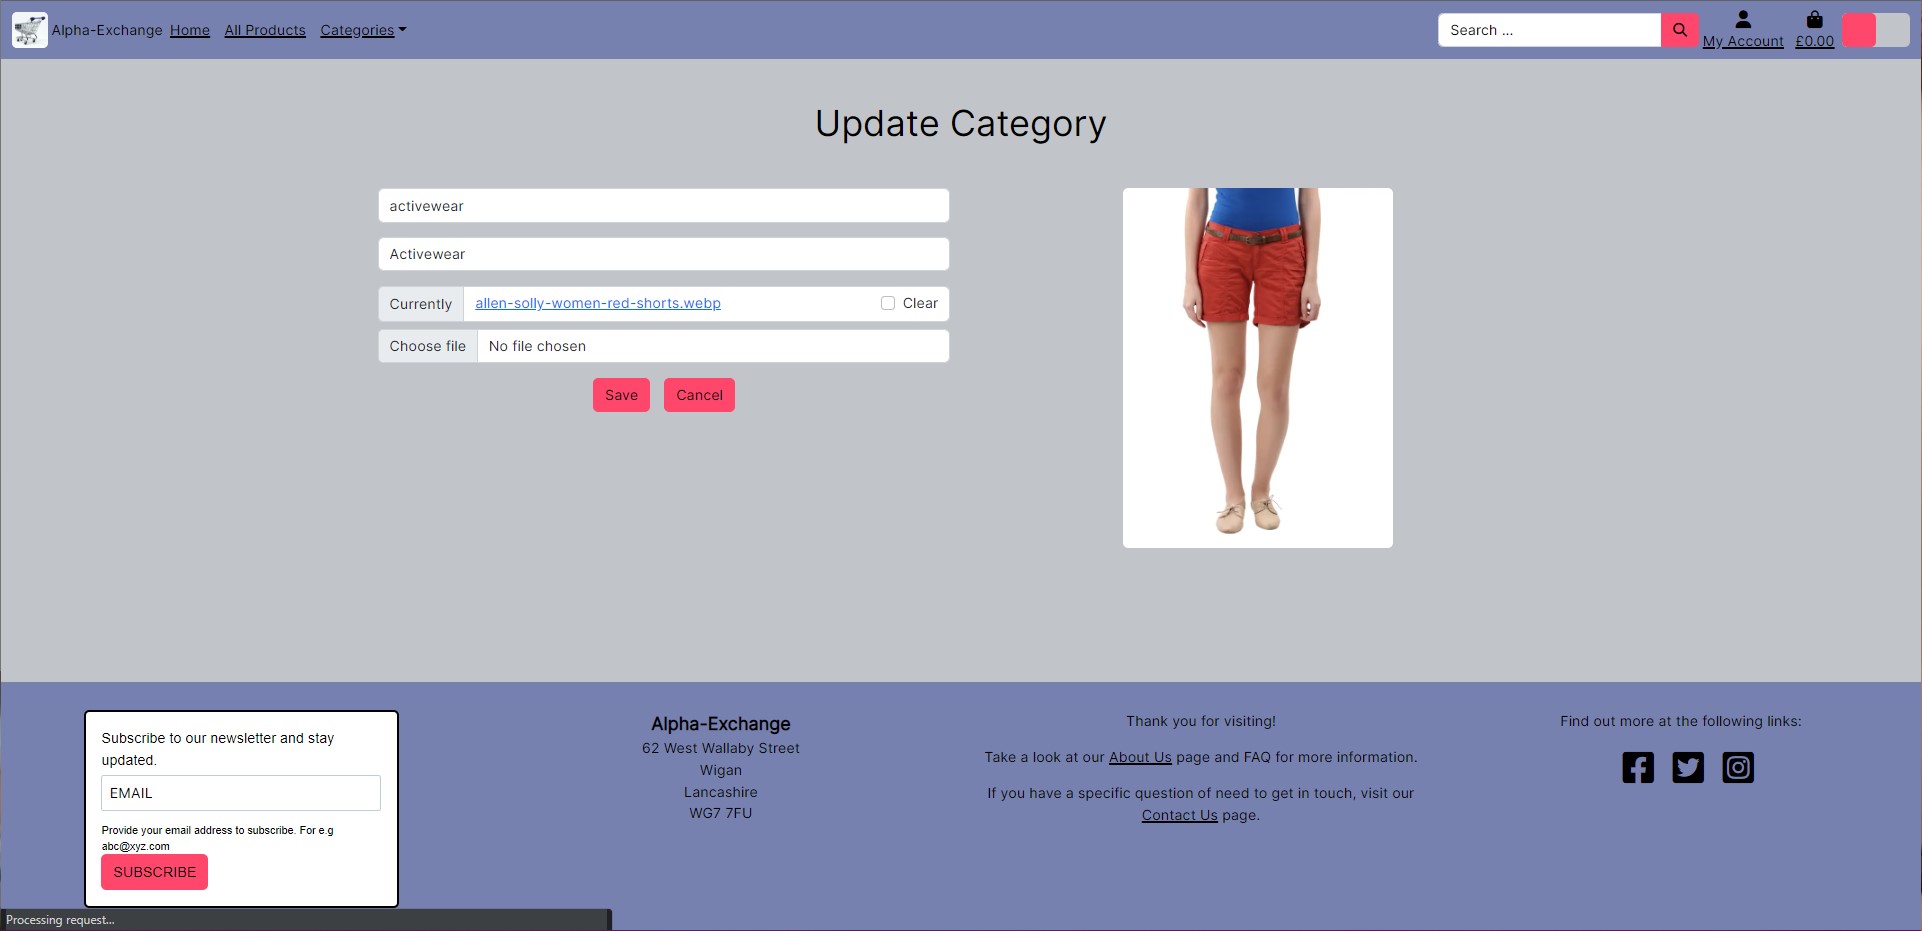 Alpha-Exchange Home All Products Categories
Search ...
My Account £0.00
Update Category
activewear
Activewear
Currently allen-solly-women-red-shorts.webp Clear
Choose file No file chosen
Save Cancel
Subscribe to our newsletter and stay
updated.
EMAIL
Provide your email address to subscribe. For e.g
abc@xyz.com
SUBSCRIBE
Alpha-Exchange
62 West Wallaby Street
Wigan
Lancashire
WG7 7FU
Thank you for visiting!
Take a look at our About Us page and FAQ for more information.
If you have a specific question of need to get in touch, visit our
Contact Us page.
Find out more at the following links:
Processing request...